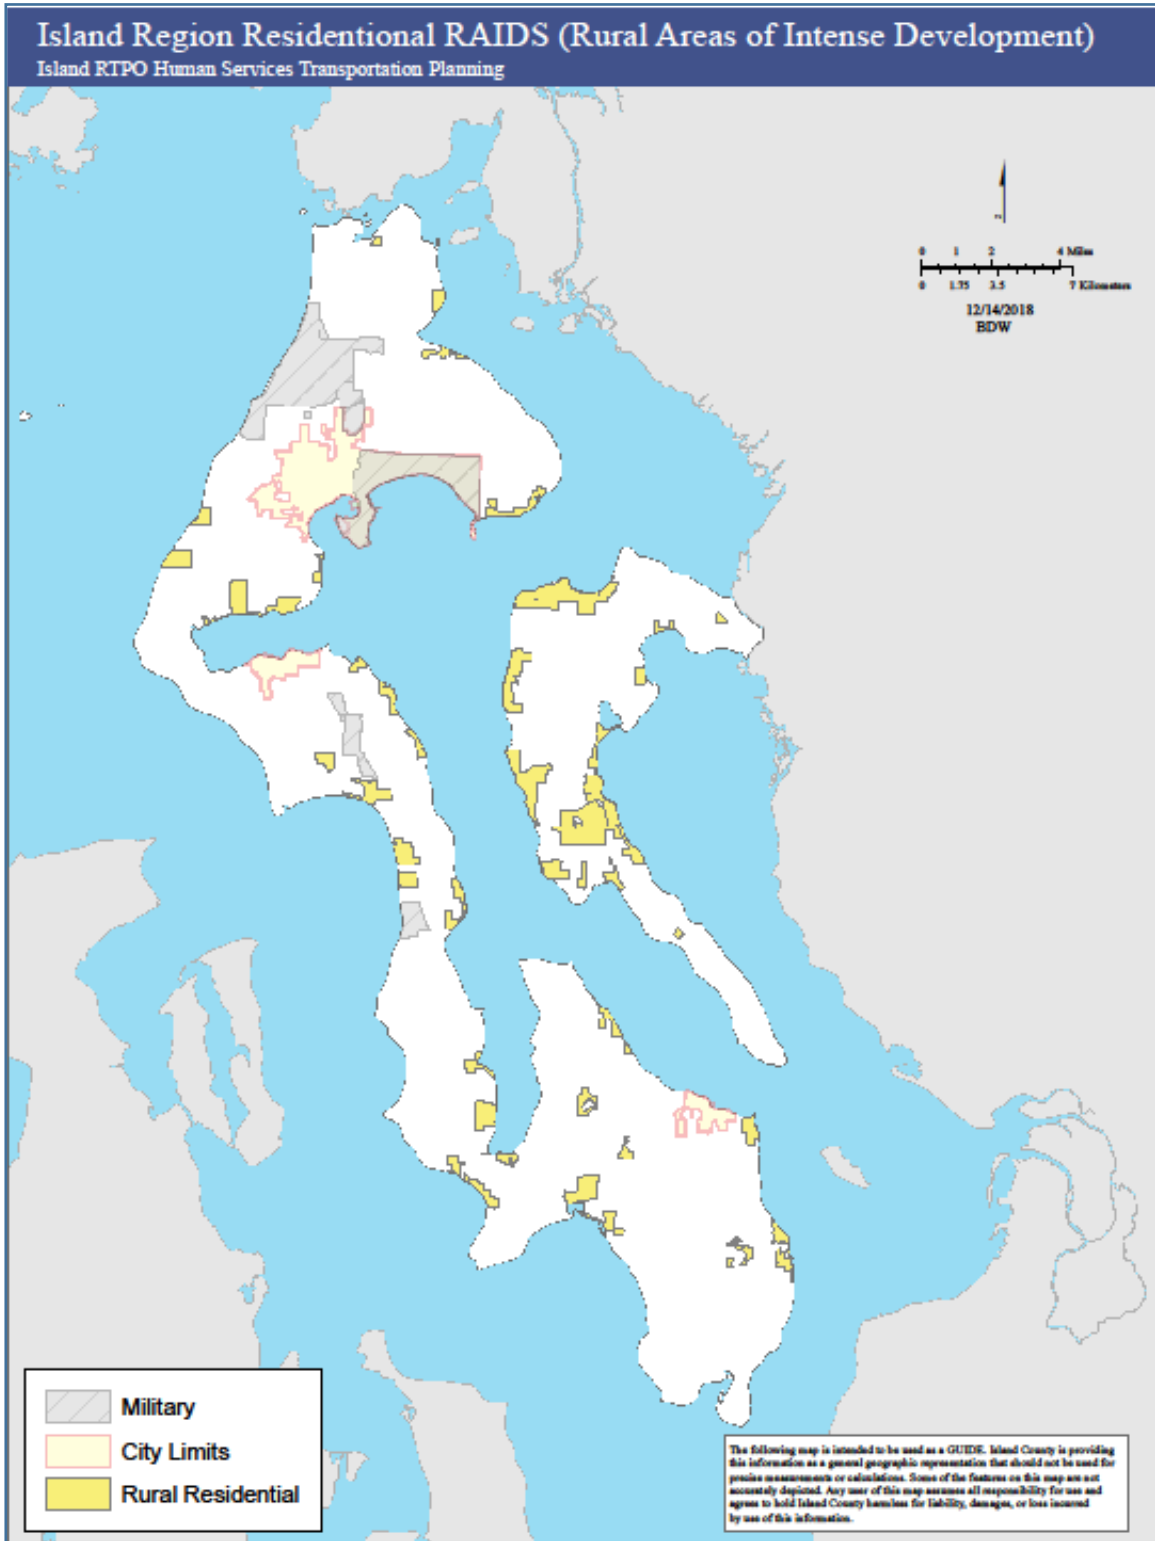 Island Region Residentional RAIDS (Rural Areas of Intense Development)
Island RTPO Human Services Transportation Planning
0 1 2 4 Miles
0 1.75 3.5 7 Kilometers
12/14/2018
BDW
Military
City Limits
Rural Residential
The following map is intended to be used as a GUIDE. Island County is providing
this information as a general geographic representation that should not be used for
precise measurements or calculations. Some of the features on this map are not
accurately depicted. Any user of this map assumes all responsibility for use and
agrees to hold Island County harmless for liability, damages, or loss incurred
by use of this information.